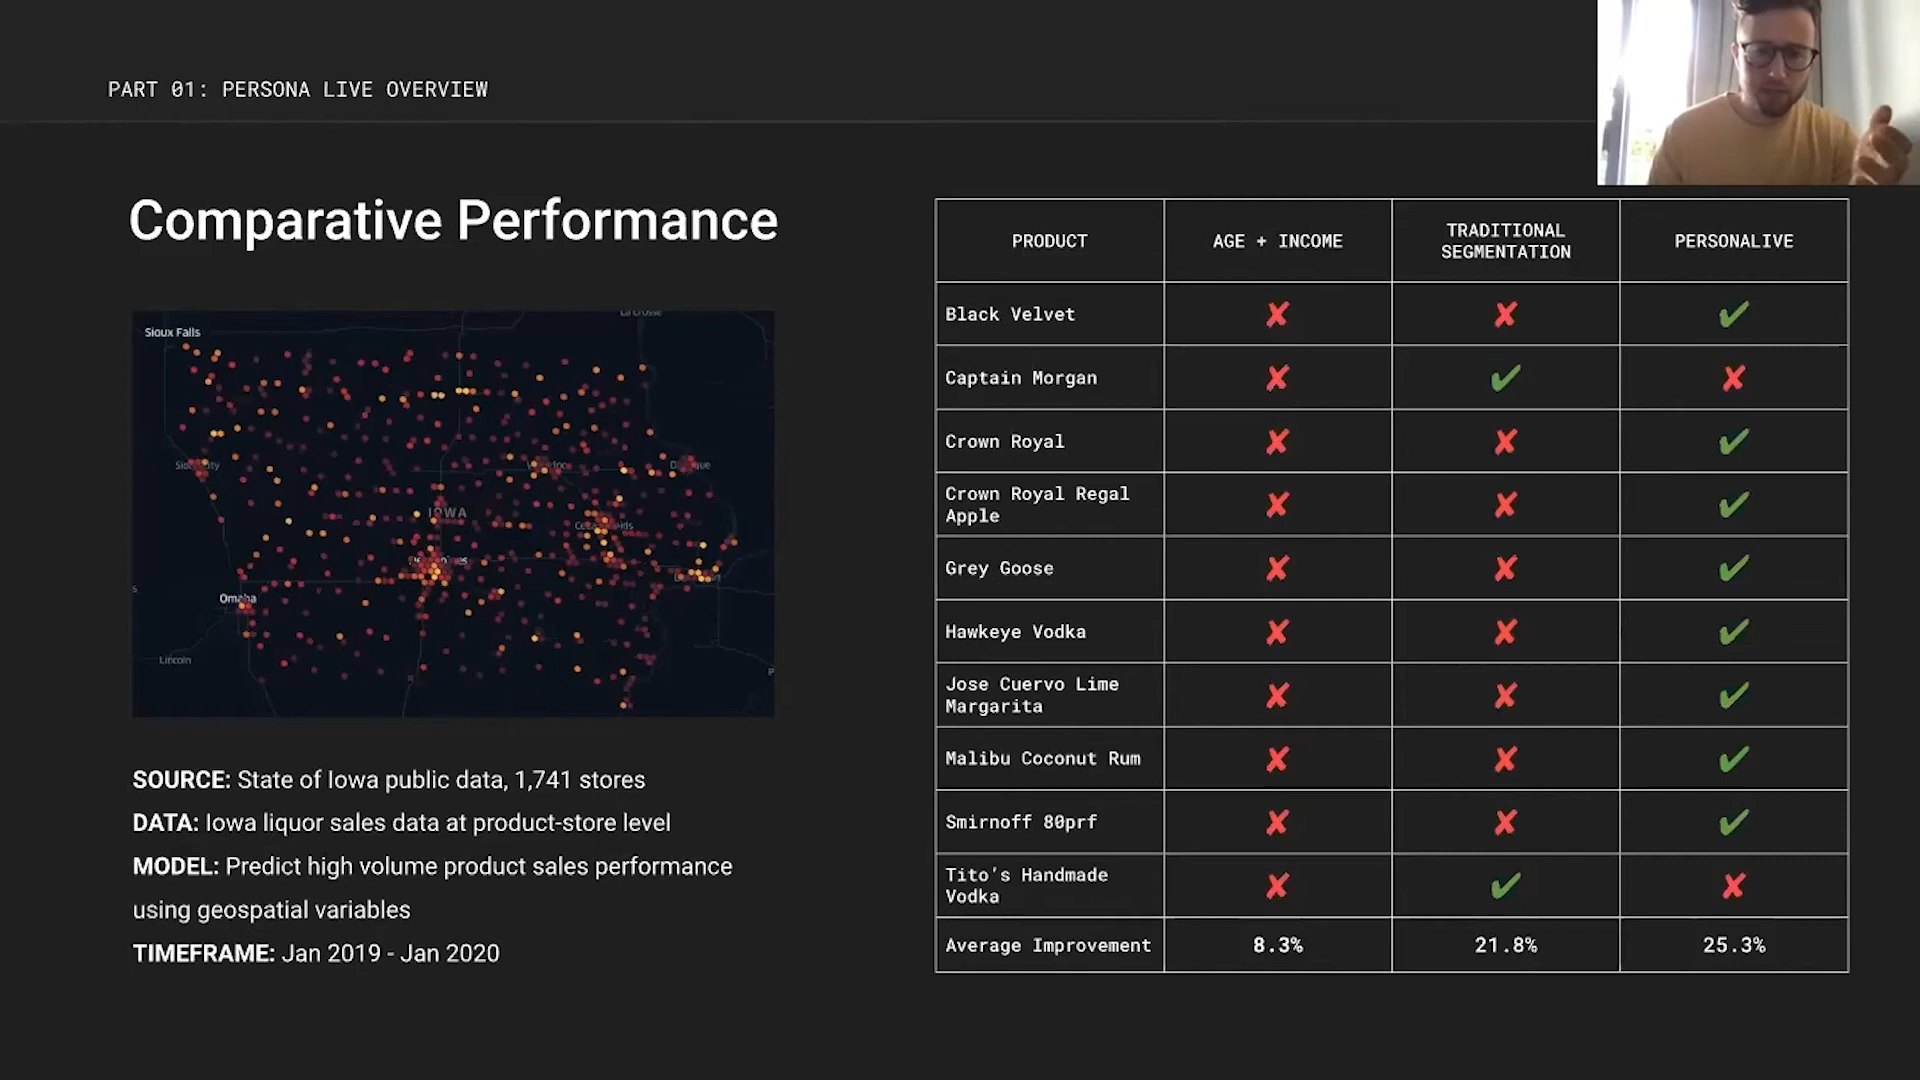 PART 01: PERSONA LIVE OVERVIEW
Comparative Performance
Sioux Falls
IOWA
Omaha
Lincoln
SOURCE: State of Iowa public data, 1,741 stores
DATA: Iowa liquor sales data at product-store level
MODEL: Predict high volume product sales performance
using geospatial variables
TIMEFRAME: Jan 2019 - Jan 2020
PRODUCT AGE + INCOME TRADITIONAL SEGMENTATION PERSONALIVE
Black Velvet ✘ ✘ ✔
Captain Morgan ✘ ✔ ✘
Crown Royal ✘ ✘ ✔
Crown Royal Regal Apple ✘ ✘ ✔
Grey Goose ✘ ✘ ✔
Hawkeye Vodka ✘ ✘ ✔
Jose Cuervo Lime Margarita ✘ ✘ ✔
Malibu Coconut Rum ✘ ✘ ✔
Smirnoff 80prf ✘ ✘ ✔
Tito's Handmade Vodka ✘ ✔ ✘
Average Improvement 8.3% 21.8% 25.3%